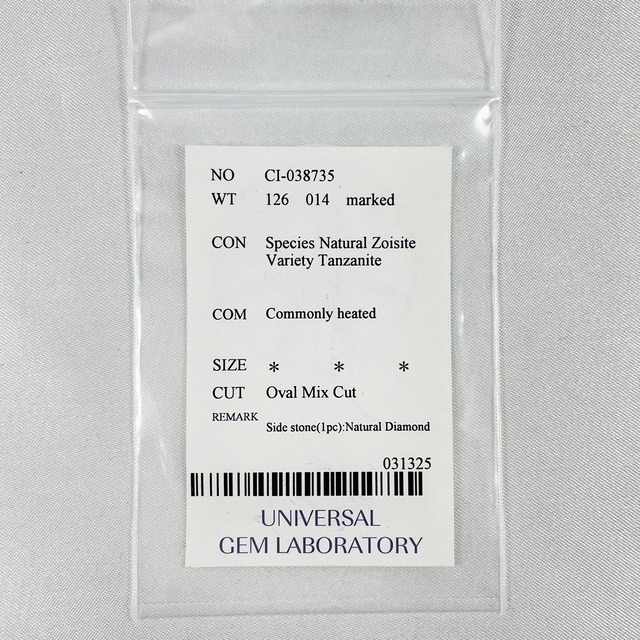 NO CI-038735
WT 126 014 marked
CON Species Natural Zoisite
Variety Tanzanite
COM Commonly heated
SIZE * * *
CUT Oval Mix Cut
REMARK
Side stone(1pc):Natural Diamond
031325
UNIVERSAL
GEM LABORATORY